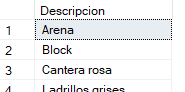 Descripcion
1 Arena
2 Block
3 Cantera rosa
4 Ladrillos grises